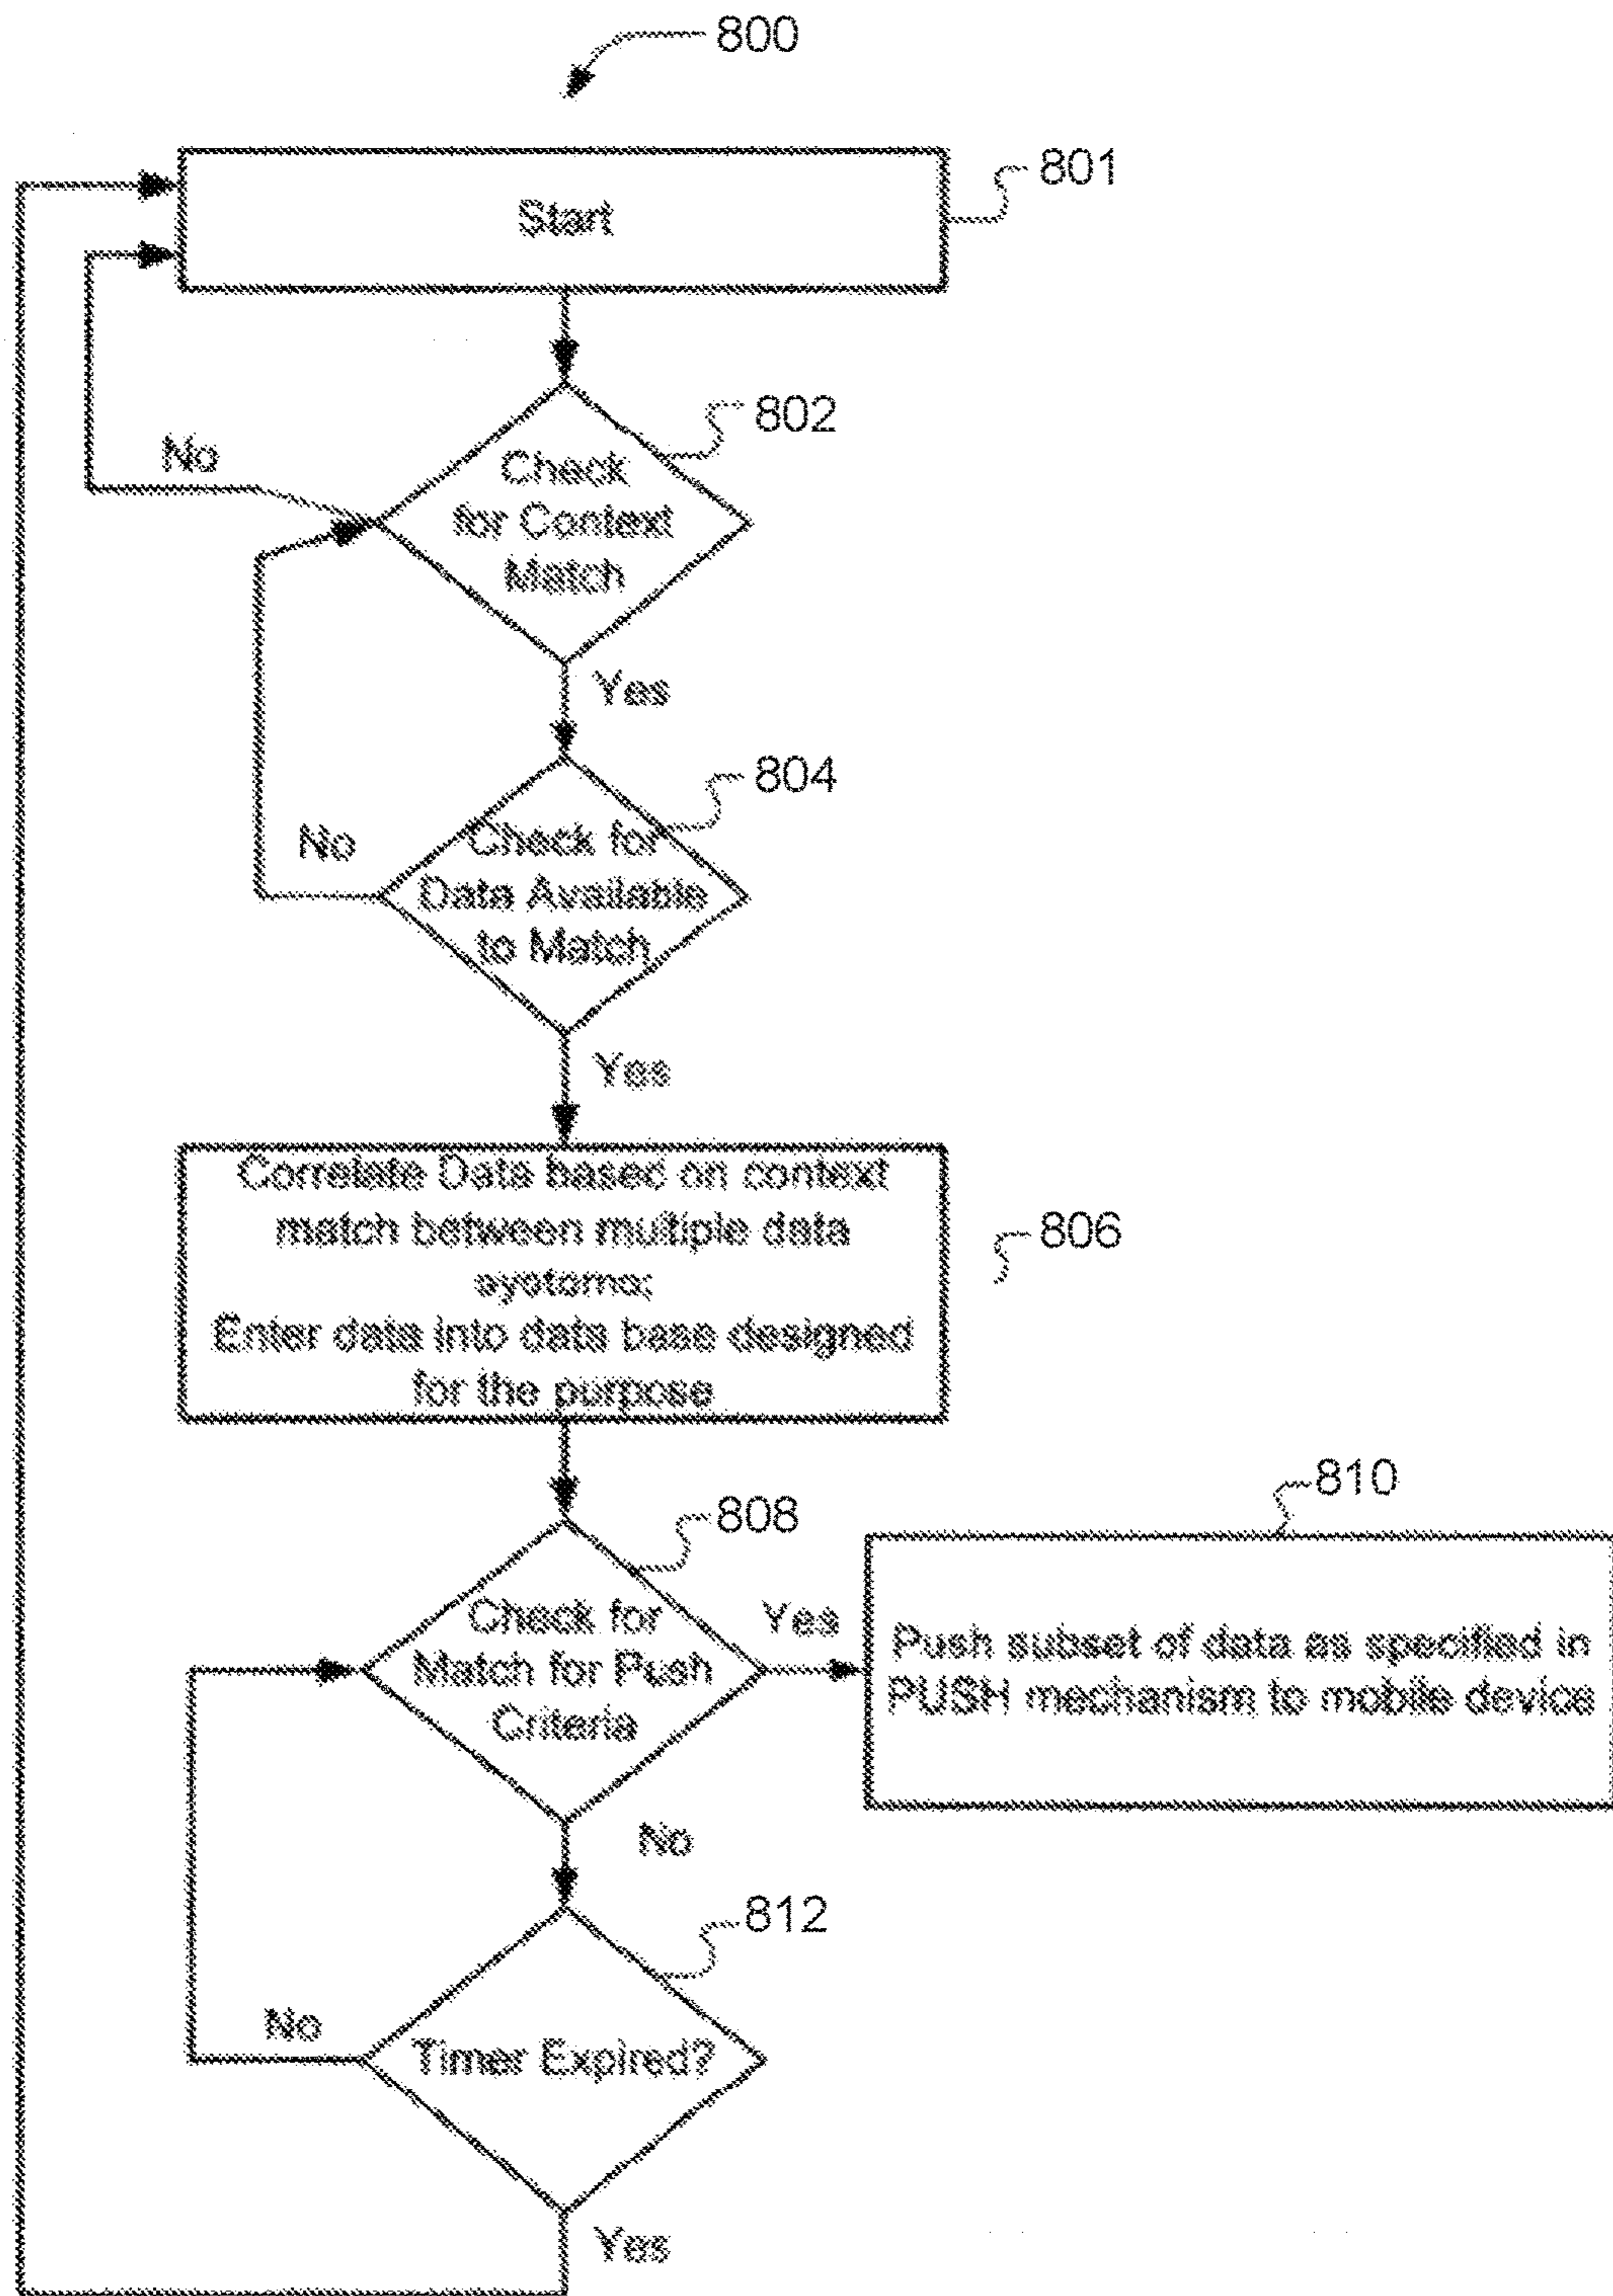 800
Start
801
802
No
Check
for Context
Match
Yes
804
No
Check for
Data Available
to Match
Yes
Correlate Data based on context
match between multiple data
systems;
Enter data into data base designed
for the purpose
806
808
810
Check for
Match for Push
Criteria
Yes
Push subset of data as specified in
PUSH mechanism to mobile device
No
812
No
Timer Expired?
Yes